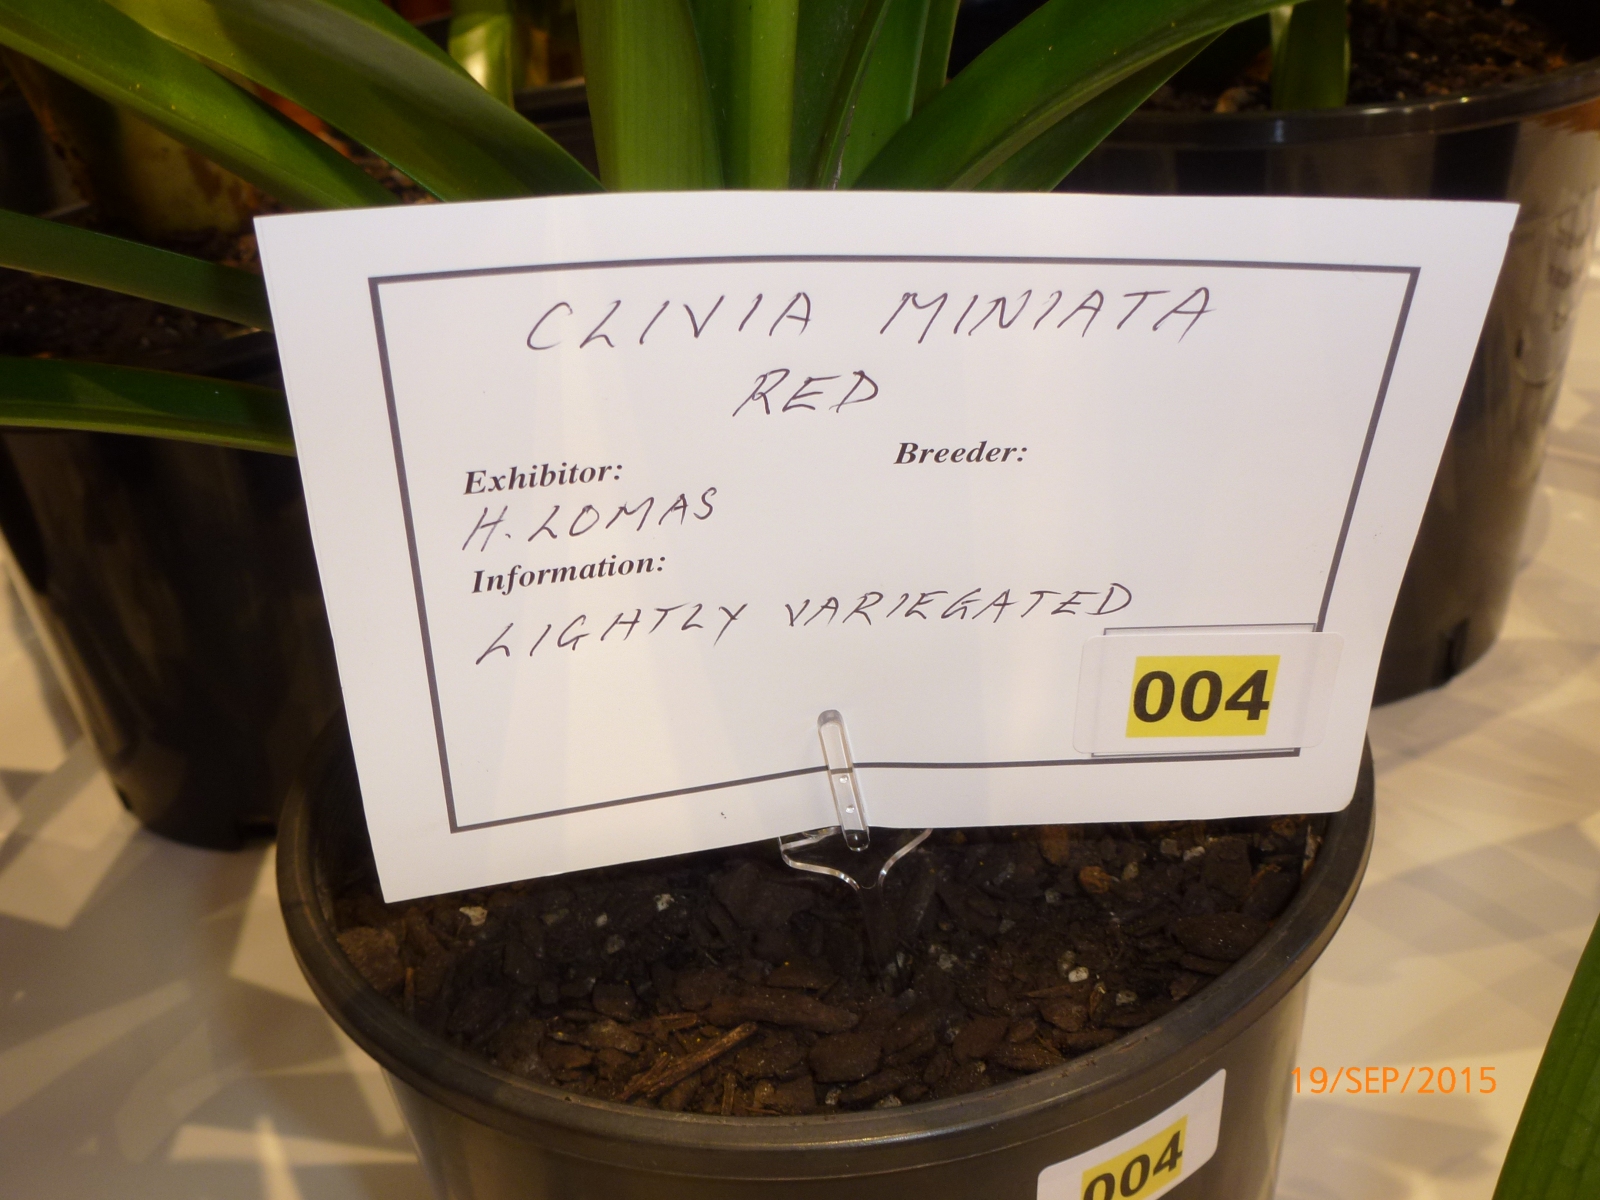 CLIVIA MINIATA
RED
Exhibitor:
H. LOMAS
Breeder:
Information:
LIGHTLY VARIEGATED
004
19/SEP/2015
004